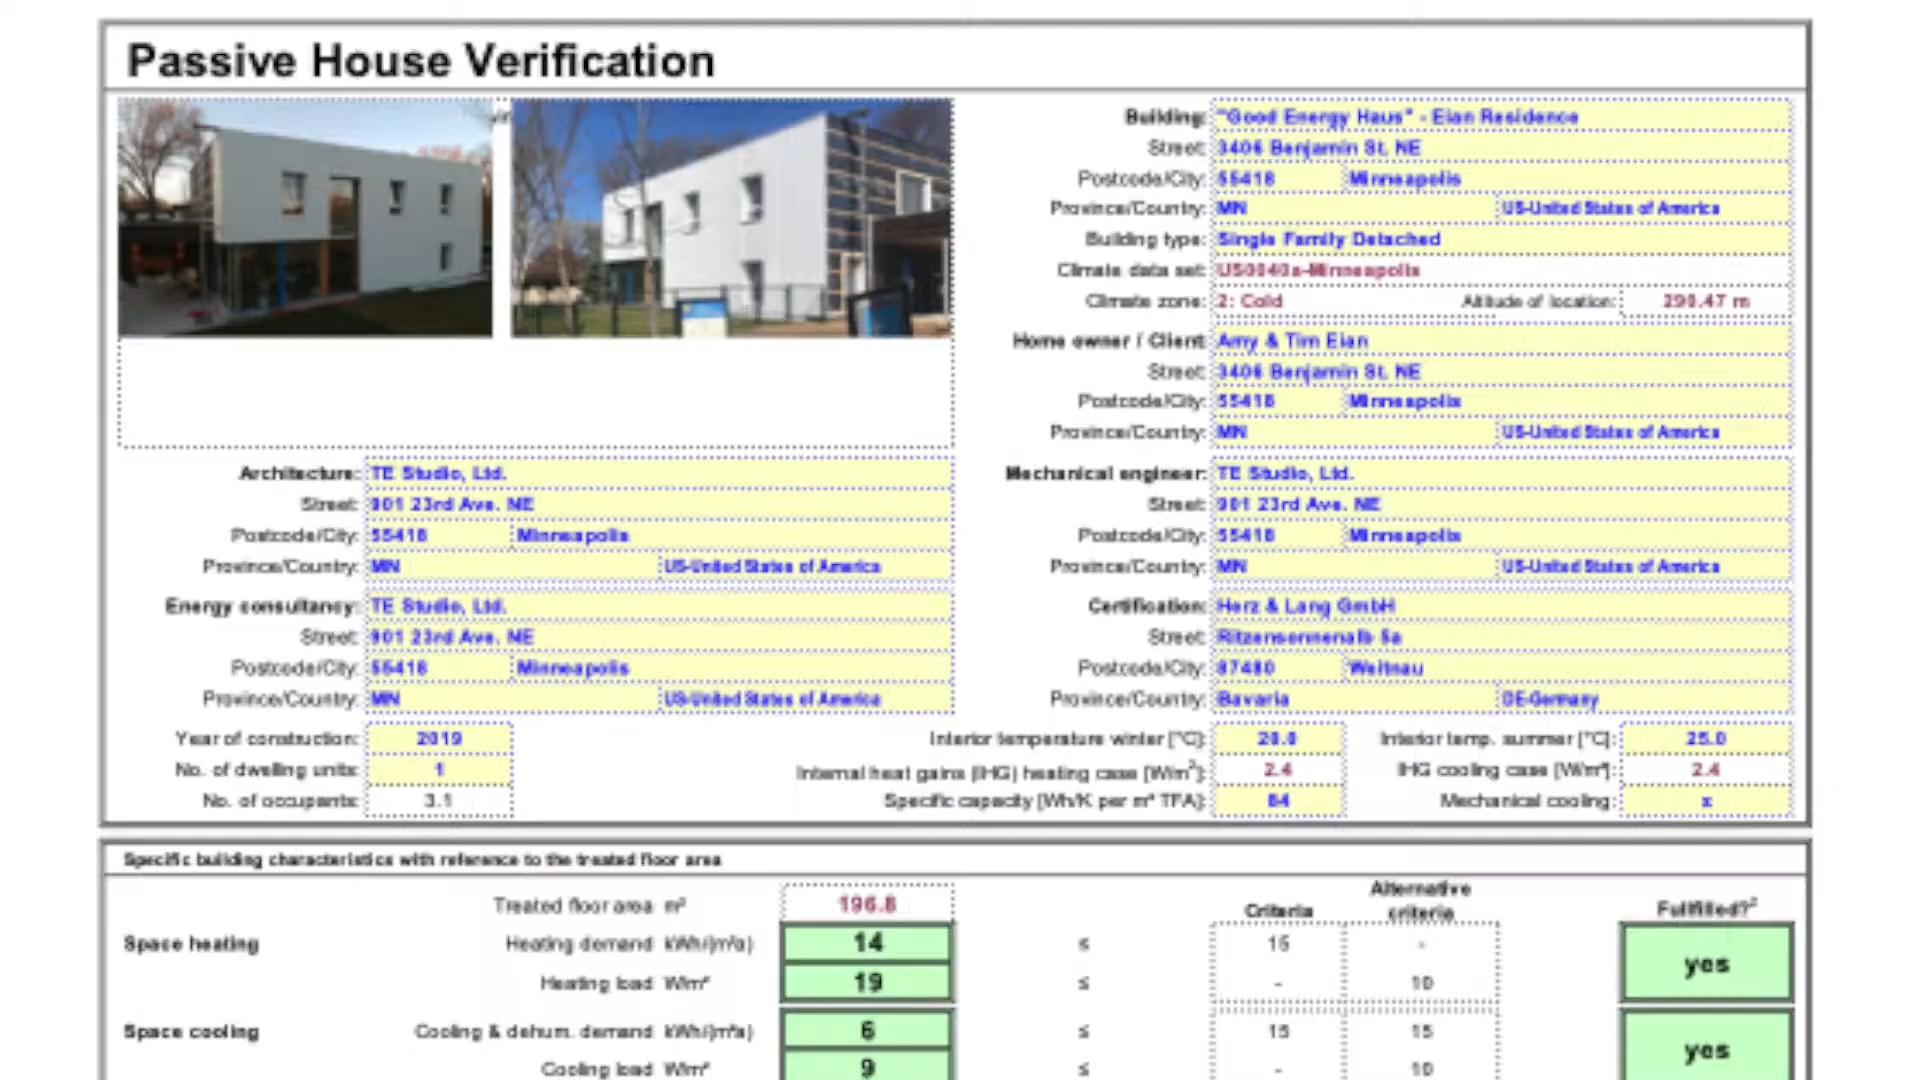 Passive House Verification
Building: "Good Energy Haus" - Eian Residence
Street: 3406 Benjamin St. NE
Postcode/City: 55418 Minneapolis
Province/Country: MN US-United States of America
Building type: Single Family Detached
Climate data set: US0040a-Minneapolis
Climate zone: 2: Cold Altitude of location: 290.47 m
Home owner / Client: Amy & Tim Eian
Street: 3406 Benjamin St. NE
Postcode/City: 55418 Minneapolis
Province/Country: MN US-United States of America
Architecture: TE Studio, Ltd.
Street: 901 23rd Ave. NE
Postcode/City: 55418 Minneapolis
Province/Country: MN US-United States of America
Mechanical engineer: TE Studio, Ltd.
Street: 901 23rd Ave. NE
Postcode/City: 55418 Minneapolis
Province/Country: MN US-United States of America
Energy consultancy: TE Studio, Ltd.
Street: 901 23rd Ave. NE
Postcode/City: 55418 Minneapolis
Province/Country: MN US-United States of America
Certification: Herz & Lang GmbH
Street: Ritzensonnenalb 5a
Postcode/City: 87480 Weitnau
Province/Country: Bavaria DE-Germany
Year of construction: 2019 Interior temperature winter [°C]: 20.0 Interior temp. summer [°C]: 25.0
No. of dwelling units: 1 Internal heat gains (IHG) heating case [W/m²]: 2.4 IHG cooling case [W/m²]: 2.4
No. of occupants: 3.1 Specific capacity [Wh/K per m² TFA]: 84 Mechanical cooling: x
Specific building characteristics with reference to the treated floor area
Treated floor area m² 196.8 Criteria Alternative criteria Fullfilled?²
Space heating Heating demand kWh/(m²a) 14 ≤ 15 - yes
Heating load W/m² 19 ≤ - 10
Space cooling Cooling & dehum. demand kWh/(m²a) 6 ≤ 15 15 yes
Cooling load W/m² 9 ≤ - 10